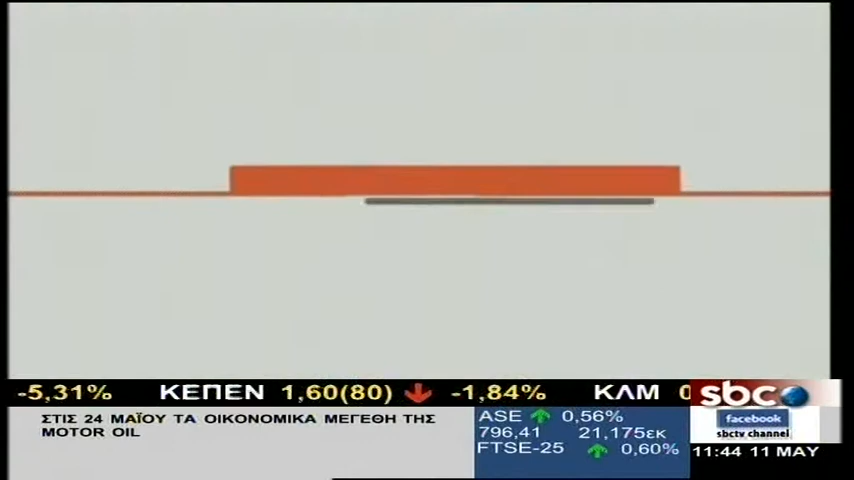 -5,31% ΚΕΠΕΝ 1,60(80) -1,84% ΚΛΜ 0
sbc
ΣΤΙΣ 24 ΜΑΪΟΥ ΤΑ ΟΙΚΟΝΟΜΙΚΑ ΜΕΓΕΘΗ ΤΗΣ
MOTOR OIL
ASE 0,56%
796,41 21,175εκ
FTSE-25 0,60%
facebook
sbctv channel
11:44 11 MAY